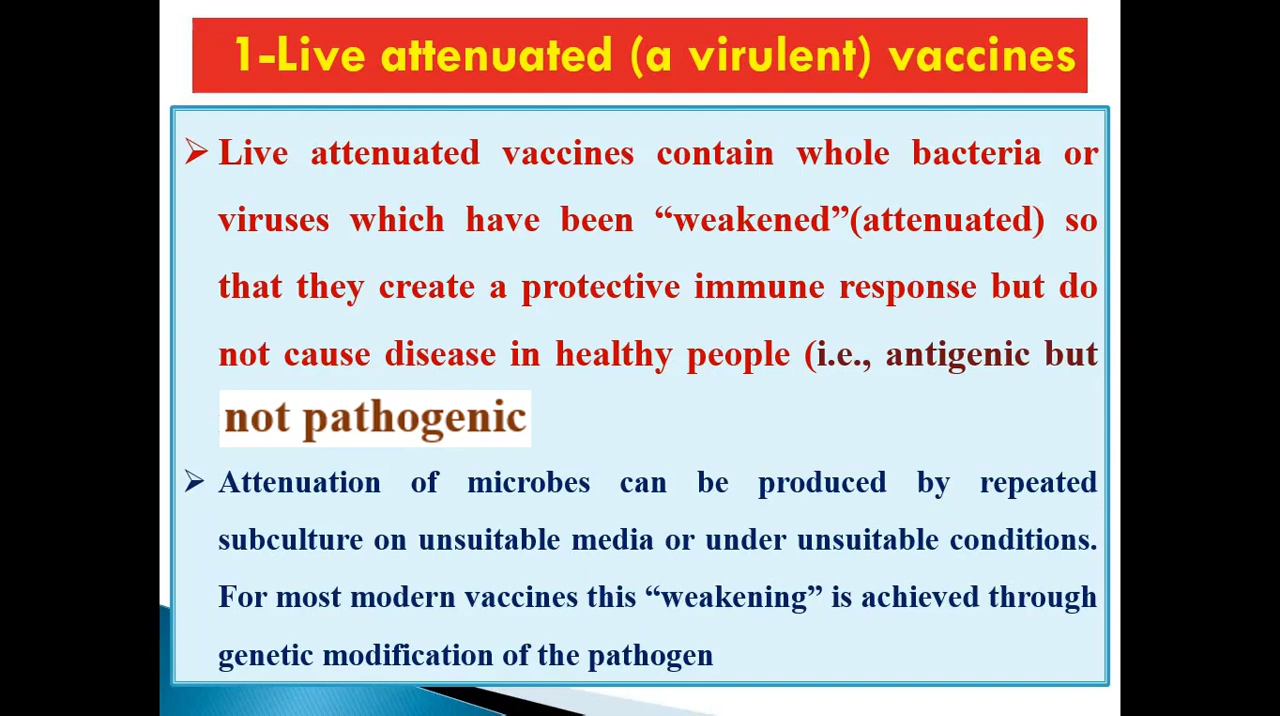 1-Live attenuated (a virulent) vaccines
➢ Live attenuated vaccines contain whole bacteria or
viruses which have been “weakened”(attenuated) so
that they create a protective immune response but do
not cause disease in healthy people (i.e., antigenic but
not pathogenic
➢ Attenuation of microbes can be produced by repeated
subculture on unsuitable media or under unsuitable conditions.
For most modern vaccines this “weakening” is achieved through
genetic modification of the pathogen